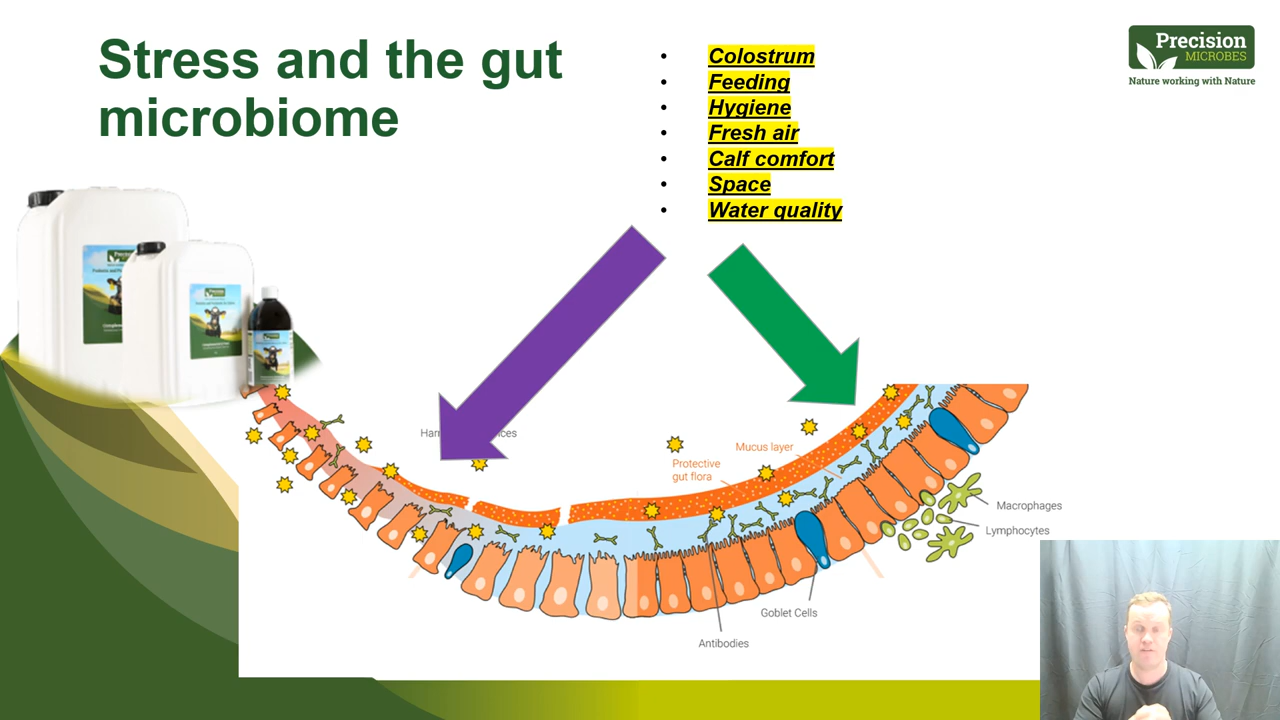 Stress and the gut
microbiome
• Colostrum
• Feeding
• Hygiene
• Fresh air
• Calf comfort
• Space
• Water quality
Precision
MICROBES
Nature working with Nature
Mucus layer
Protective
gut flora
Macrophages
Lymphocytes
Goblet Cells
Antibodies